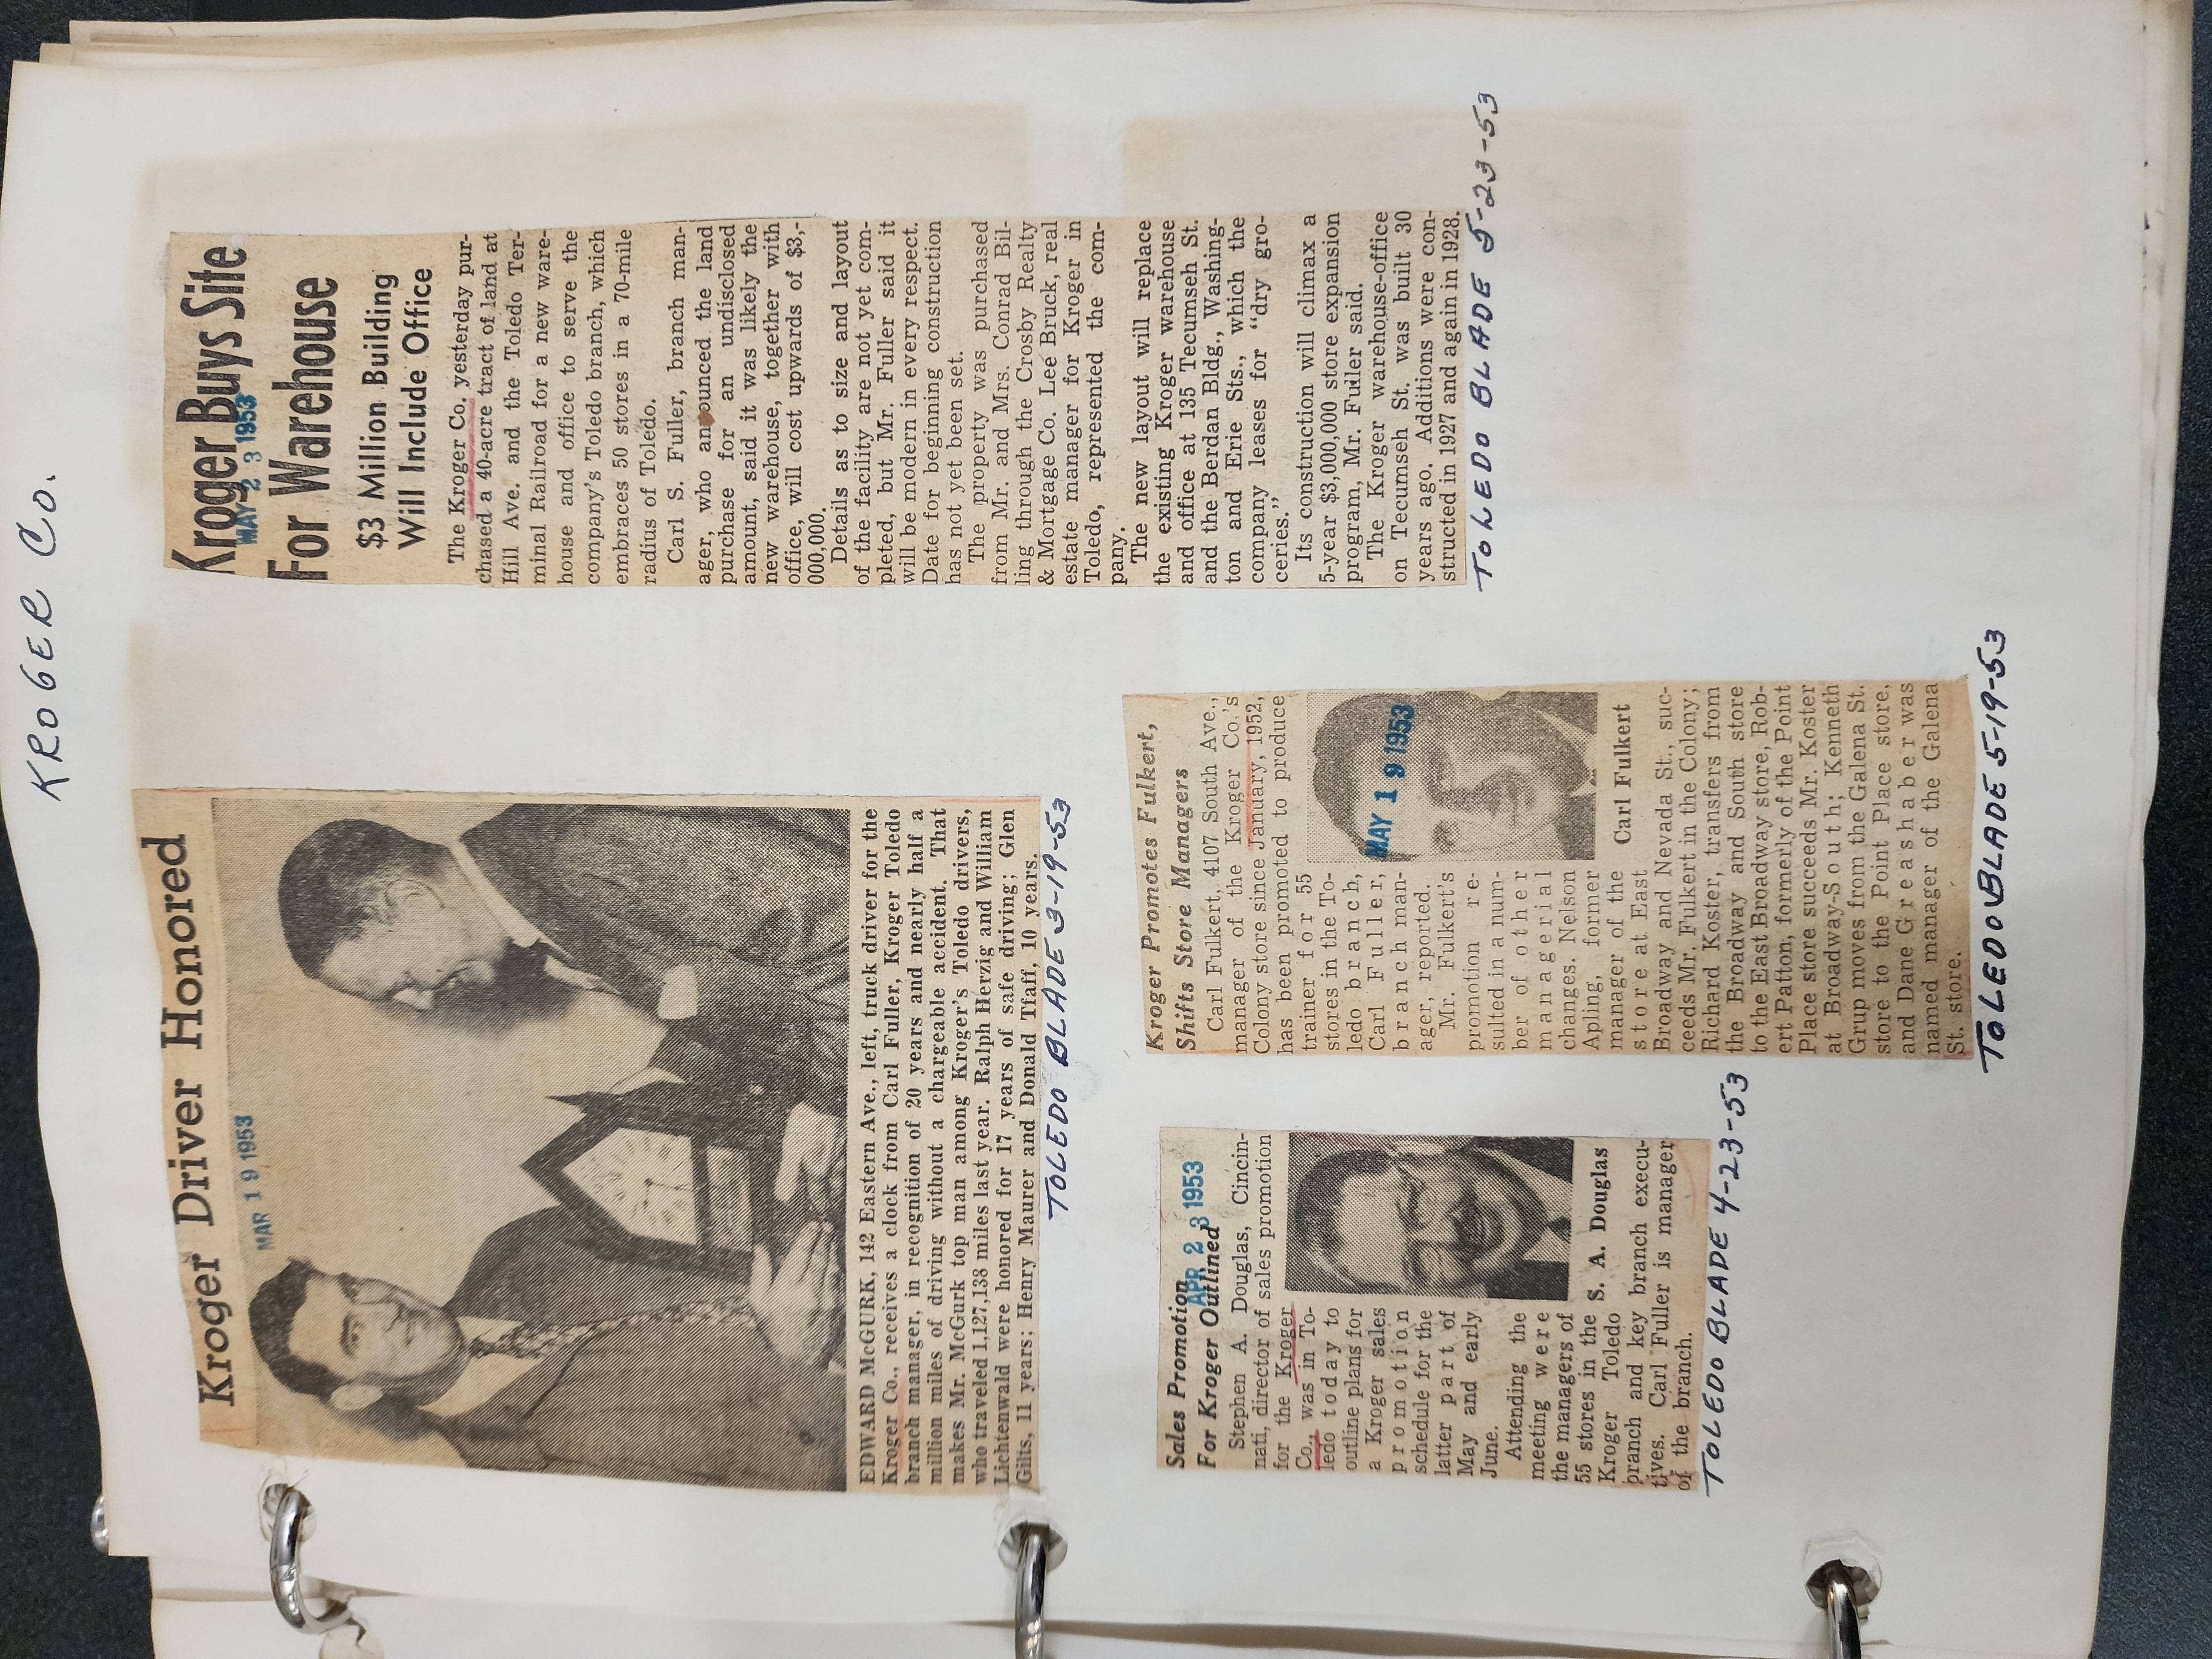 KROGER CO.
Kroger Driver Honored
MAR 19 1953
EDWARD McGURK, 142 Eastern Ave., left, truck driver for the
Kroger Co., receives a clock from Carl Fuller, Kroger Toledo
branch manager, in recognition of 20 years and nearly half a
million miles of driving without a chargeable accident. That
makes Mr. McGurk top man among Kroger's Toledo drivers,
who traveled 1,127,138 miles last year. Ralph Herzig and William
Lichtenwald were honored for 17 years of safe driving; Glen
Gilts, 11 years; Henry Maurer and Donald Tfaff, 10 years.
TOLEDO BLADE 3-19-53
Kroger Buys Site
MAY 23 1953
For Warehouse
$3 Million Building
Will Include Office
The Kroger Co. yesterday pur-
chased a 40-acre tract of land at
Hill Ave. and the Toledo Ter-
minal Railroad for a new ware-
house and office to serve the
company's Toledo branch, which
embraces 50 stores in a 70-mile
radius of Toledo.
Carl S. Fuller, branch man-
ager, who announced the land
purchase for an undisclosed
amount, said it was likely the
new warehouse, together with
office, will cost upwards of $3,-
000,000.
Details as to size and layout
of the facility are not yet com-
pleted, but Mr. Fuller said it
will be modern in every respect.
Date for beginning construction
has not yet been set.
The property was purchased
from Mr. and Mrs. Conrad Bil-
ling through the Crosby Realty
& Mortgage Co. Lee Bruck, real
estate manager for Kroger in
Toledo, represented the com-
pany.
The new layout will replace
the existing Kroger warehouse
and office at 135 Tecumseh St.
and the Berdan Bldg., Washing-
ton and Erie Sts., which the
company leases for "dry gro-
ceries."
Its construction will climax a
5-year $3,000,000 store expansion
program, Mr. Fuller said.
The Kroger warehouse-office
on Tecumseh St. was built 30
years ago. Additions were con-
structed in 1927 and again in 1928.
TOLEDO BLADE 5-23-53
Sales Promotion
APR 23 1953
For Kroger Outlined
Stephen A. Douglas, Cincin-
nati, director of sales promotion
for the Kroger
Co., was in To-
ledo today to
outline plans for
a Kroger sales
promotion
schedule for the
latter part of
May and early
June.
Attending the
meeting were
the managers of
55 stores in the
Kroger Toledo
S. A. Douglas
branch and key branch execu-
tives. Carl Fuller is manager
of the branch.
TOLEDO BLADE 4-23-53
Kroger Promotes Fulkert,
Shifts Store Managers
Carl Fulkert, 4107 South Ave.,
manager of the Kroger Co.'s
Colony store since January, 1952,
has been promoted to produce
trainer for 55
stores in the To-
ledo branch,
Carl Fuller,
branch man-
ager, reported.
Mr. Fulkert's
promotion re-
sulted in a num-
ber of other
managerial
changes. Nelson
Apling, former
manager of the
store at East
MAY 19 1953
Carl Fulkert
Broadway and Nevada St., suc-
ceeds Mr. Fulkert in the Colony;
Richard Koster, transfers from
the Broadway and South store
to the East Broadway store, Rob-
ert Patton, formerly of the Point
Place store succeeds Mr. Koster
at Broadway-South; Kenneth
Grup moves from the Galena St.
store to the Point Place store,
and Dane Greashaber was
named manager of the Galena
St. store.
TOLEDO BLADE 5-19-53